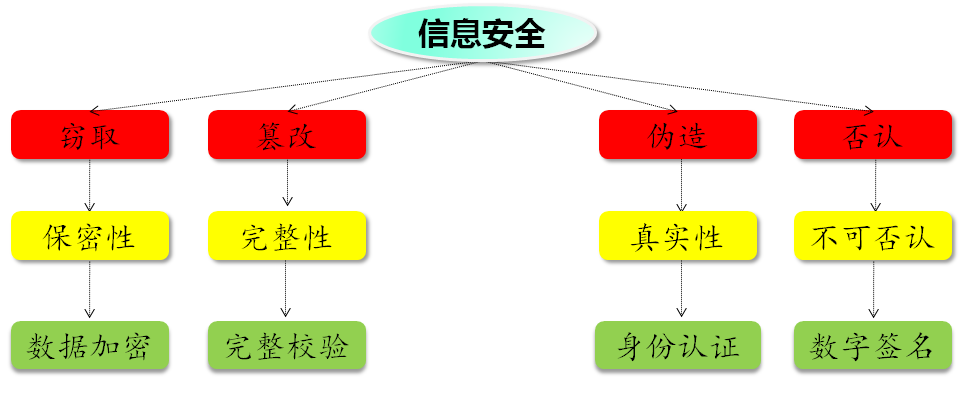 信息安全
窃取
篡改
伪造
否认
保密性
完整性
真实性
不可否认
数据加密
完整校验
身份认证
数字签名